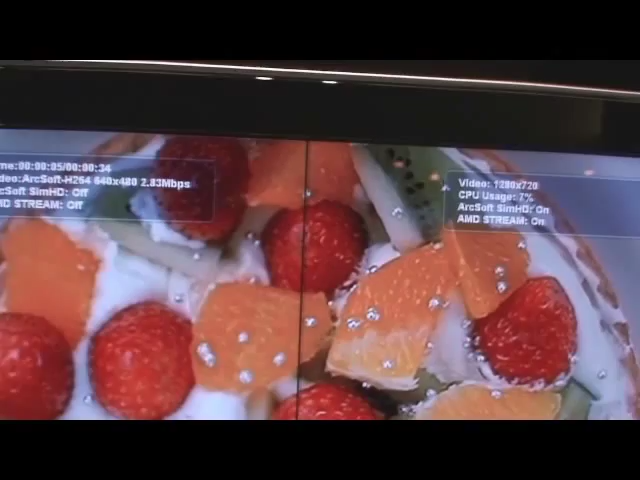 me:00:00:05/00:00:34
deo:ArcSoft-H264 640x480 2.83Mbps
cSoft SimHD: Off
MD STREAM: Off
Video: 1280x720
CPU Usage: 7%
ArcSoft SimHD: On
AMD STREAM: On